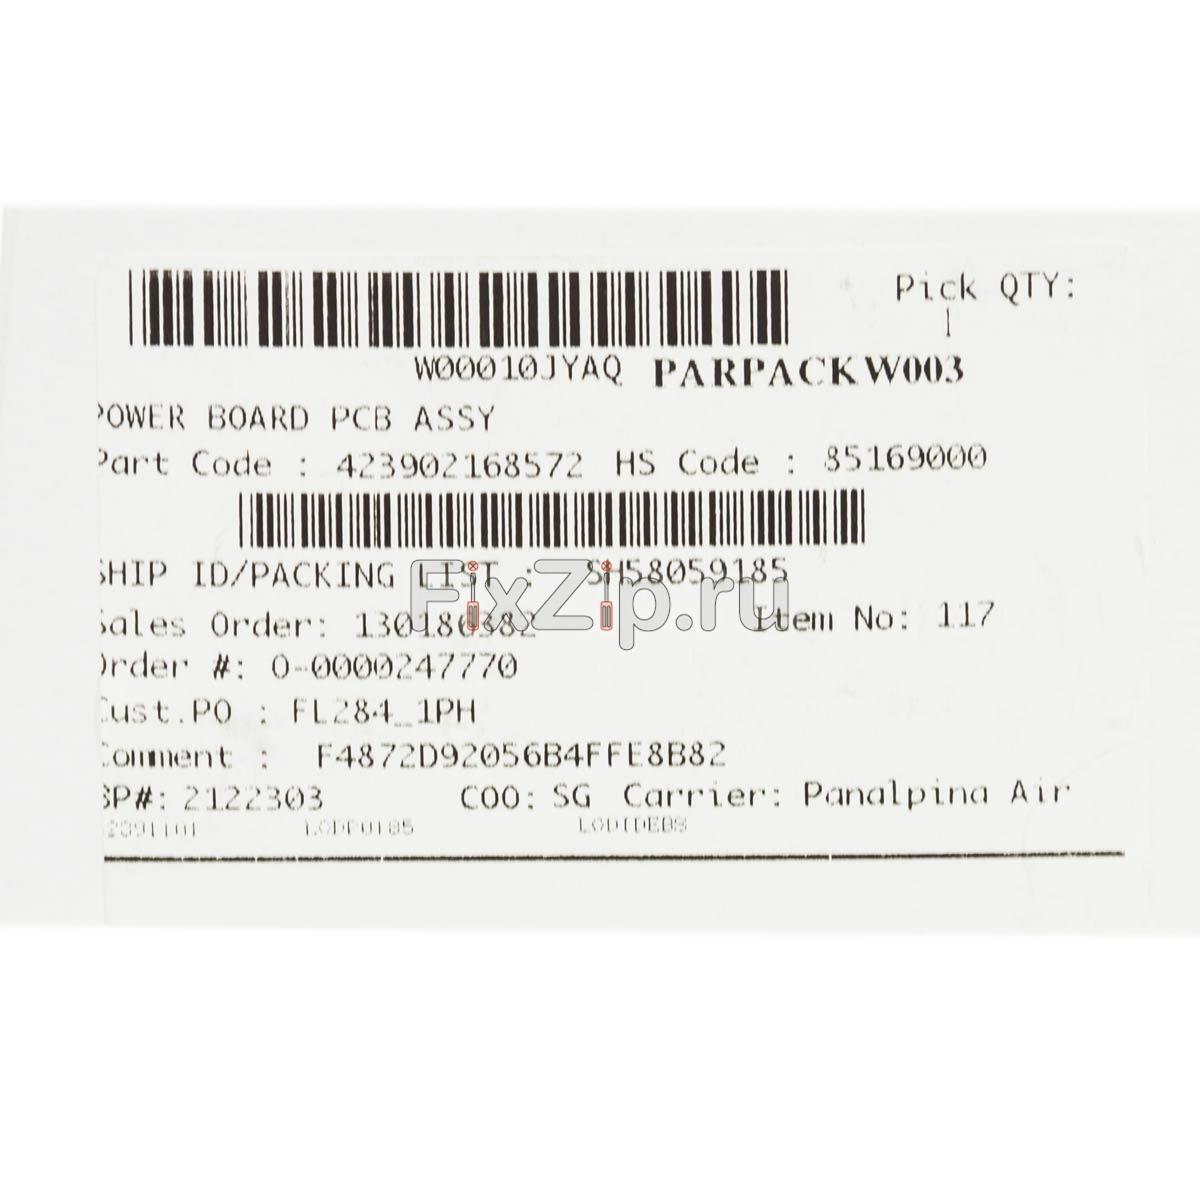 Pick QTY:
1
W00010JYAQ PARPACKW003
POWER BOARD PCB ASSY
Part Code : 423902168572 HS Code : 85169000
SHIP ID/PACKING LIST : SH58059185
FixZip.ru
Sales Order: 130186382 Item No: 117
Order #: O-0000247770
Cust.PO : FL284_1PH
Comment : F4872D92056B4FFE8B82
SP#: 2122303 COO: SG Carrier: Panalpina Air